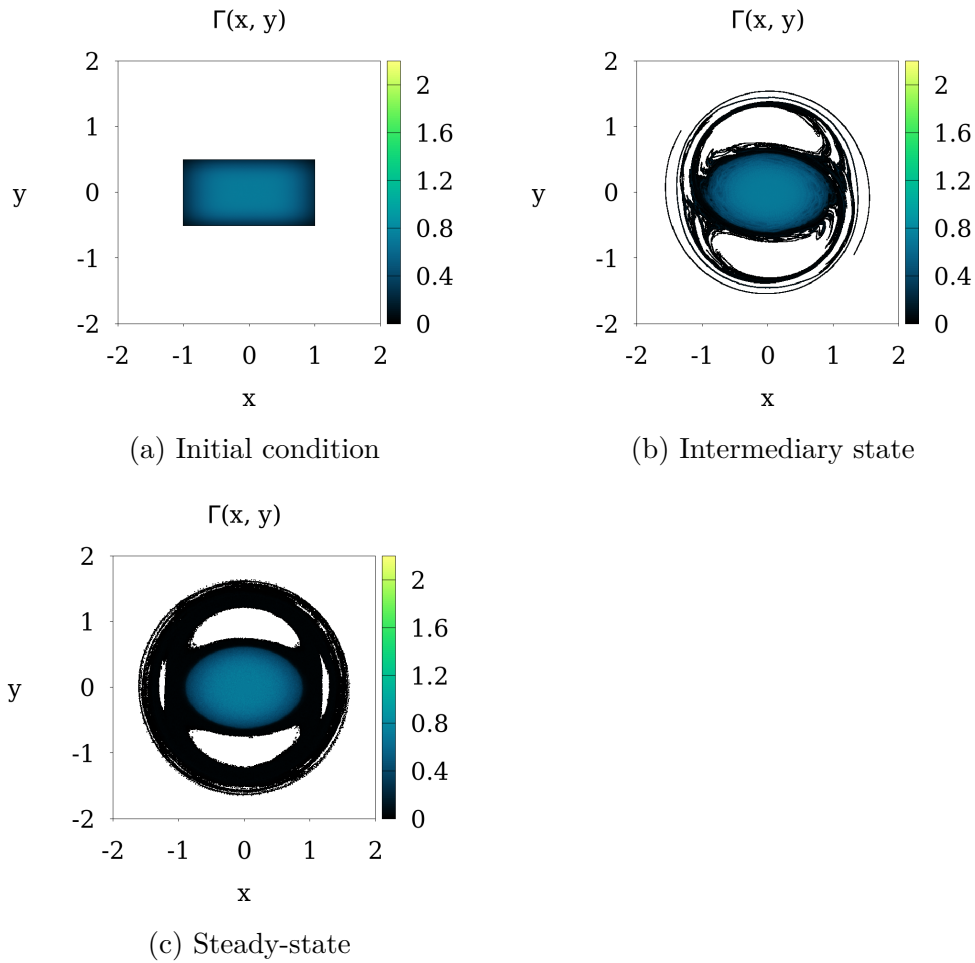 Γ(x, y)
2
1
0
-1
-2
y
-2 -1 0 1 2
x
2
1.6
1.2
0.8
0.4
0
(a) Initial condition
Γ(x, y)
2
1
0
-1
-2
y
-2 -1 0 1 2
x
2
1.6
1.2
0.8
0.4
0
(b) Intermediary state
Γ(x, y)
2
1
0
-1
-2
y
-2 -1 0 1 2
x
2
1.6
1.2
0.8
0.4
0
(c) Steady-state